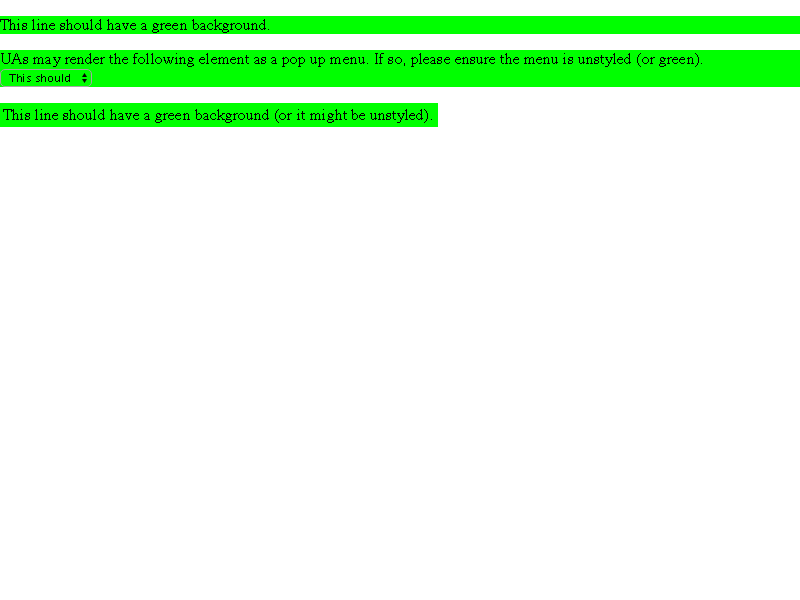 This line should have a green background.
UAs may render the following element as a pop up menu. If so, please ensure the menu is unstyled (or green).
This should
This line should have a green background (or it might be unstyled).